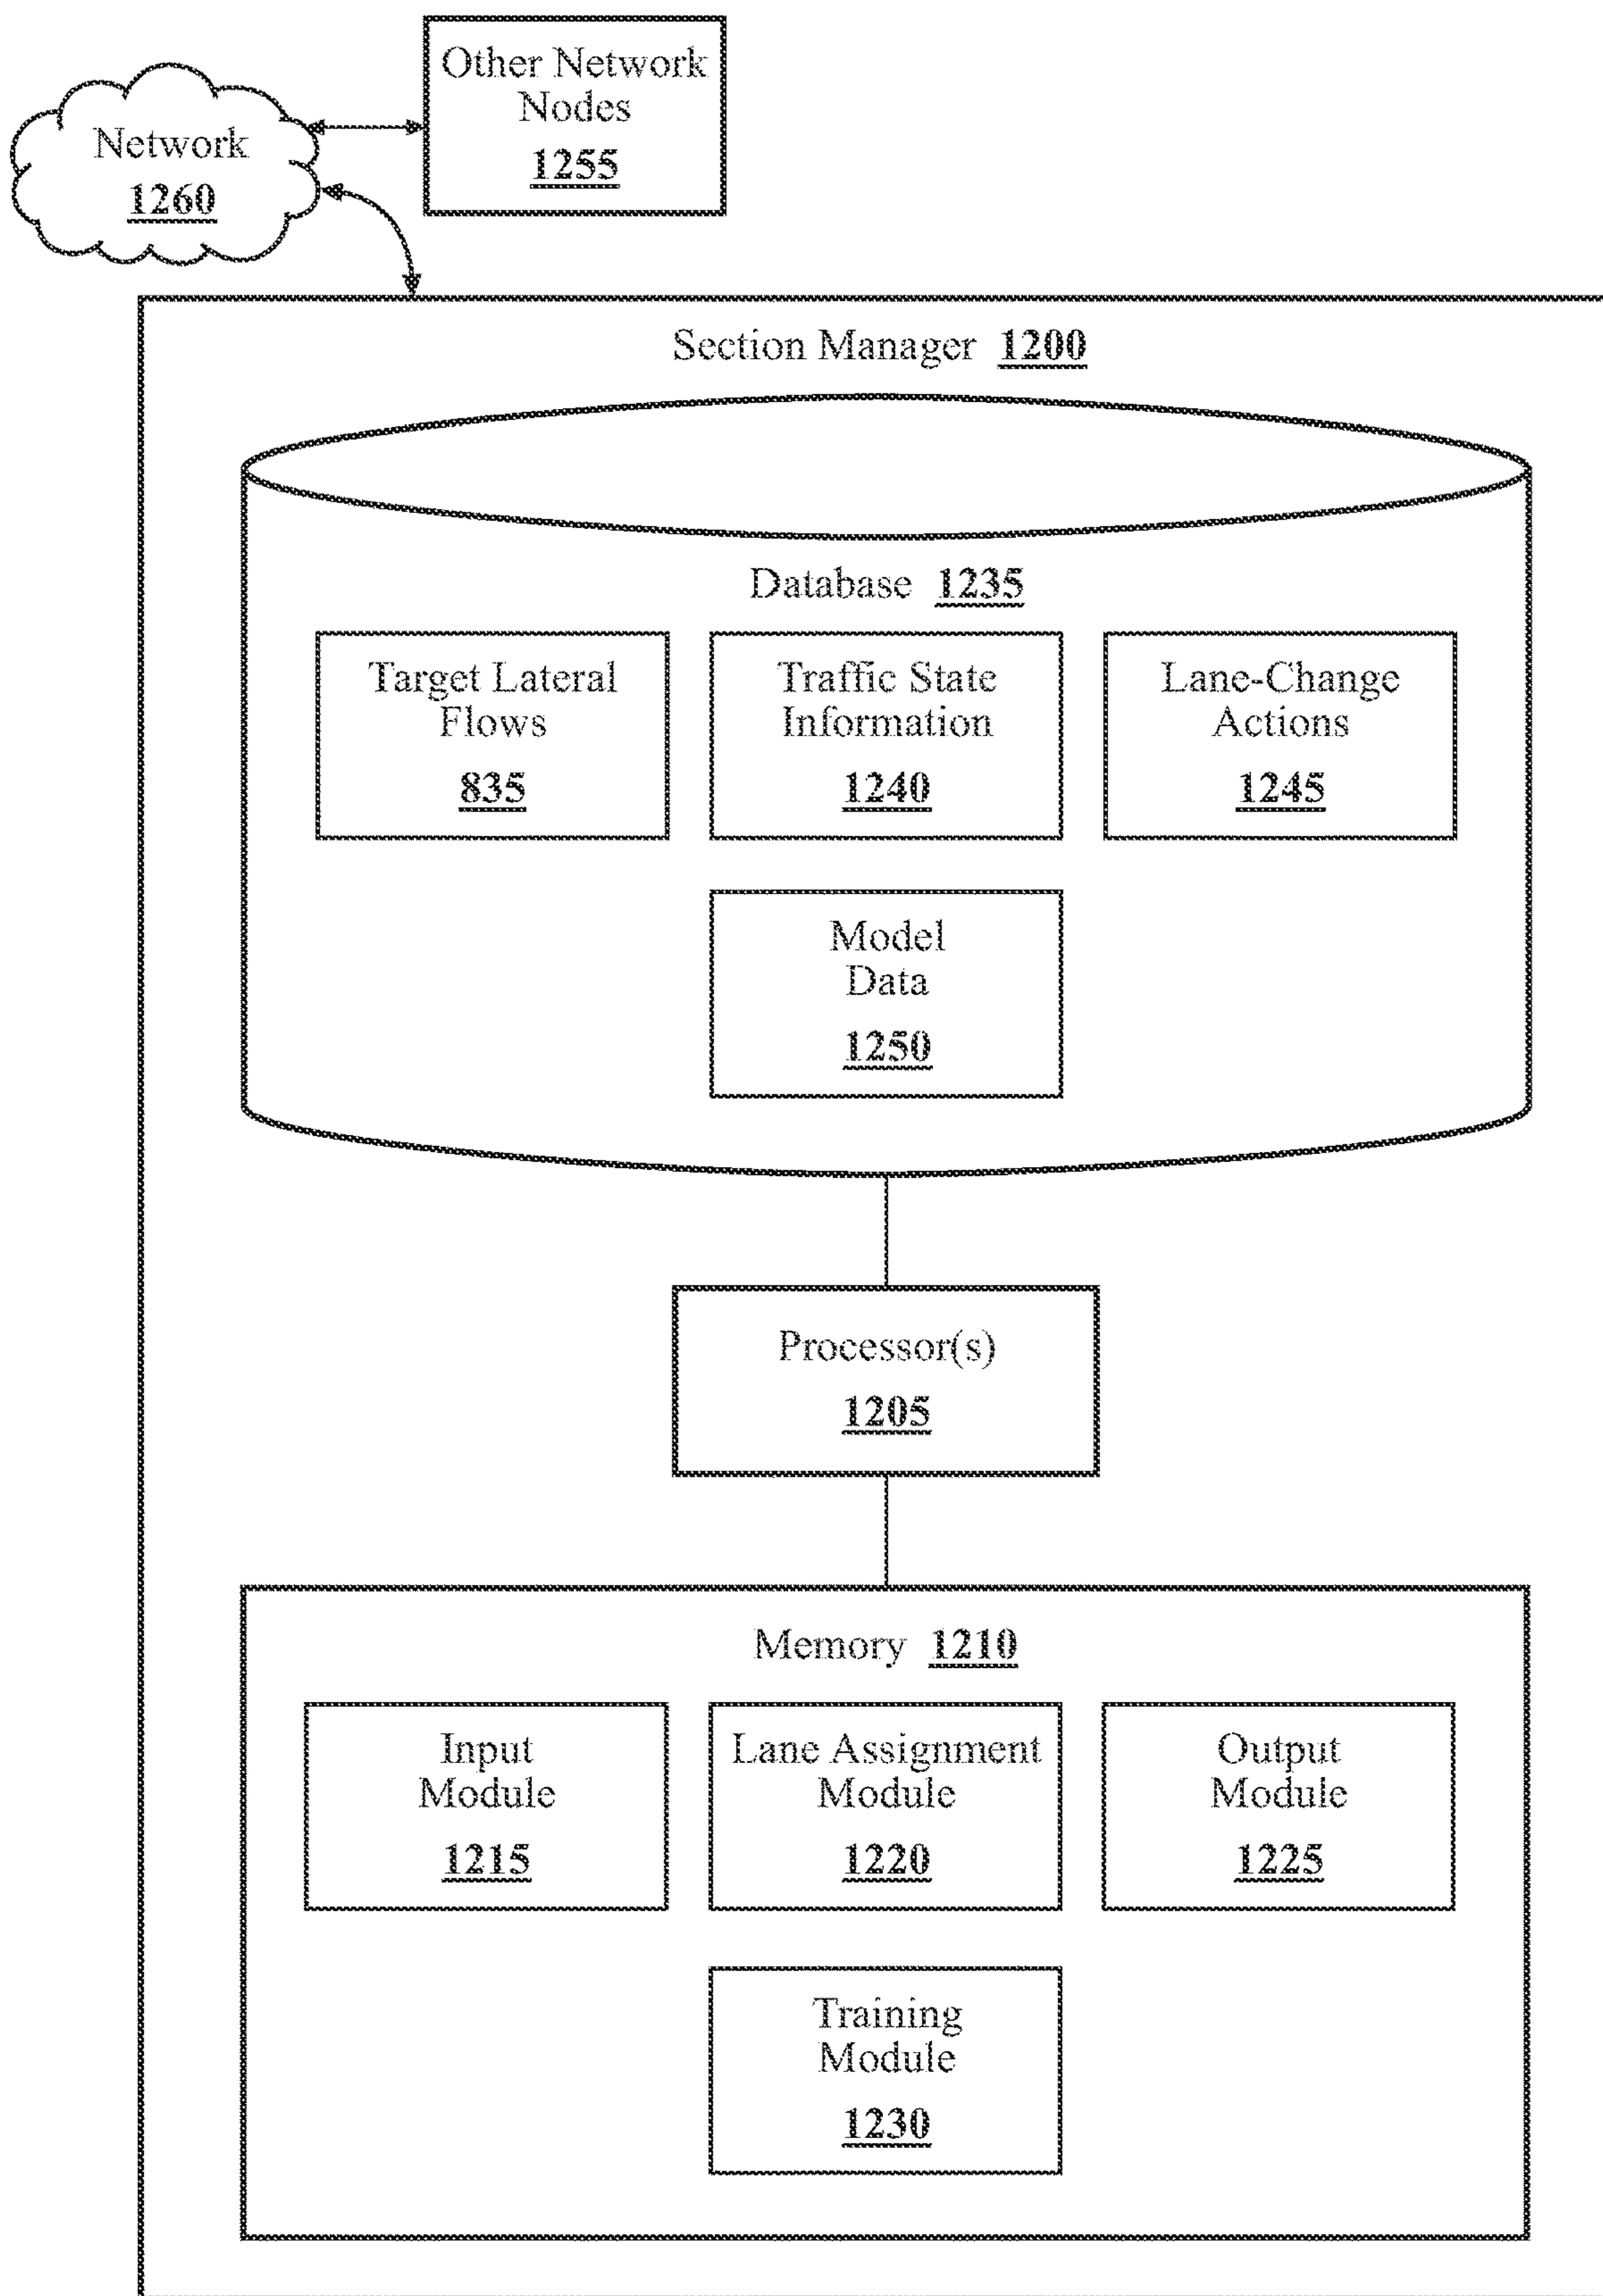 Other Network
Nodes
1255
Network
1260
Section Manager 1200
Database 1235
Target Lateral
Flows
835
Traffic State
Information
1240
Lane-Change
Actions
1245
Model
Data
1250
Processor(s)
1205
Memory 1210
Input
Module
1215
Lane Assignment
Module
1220
Output
Module
1225
Training
Module
1230